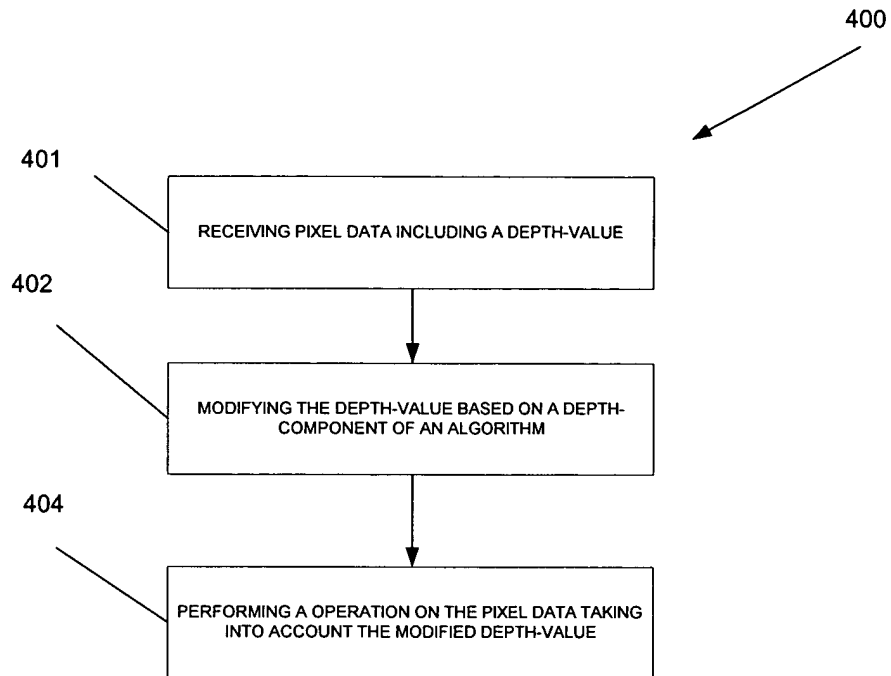 400
401
RECEIVING PIXEL DATA INCLUDING A DEPTH-VALUE
402
MODIFYING THE DEPTH-VALUE BASED ON A DEPTH-
COMPONENT OF AN ALGORITHM
404
PERFORMING A OPERATION ON THE PIXEL DATA TAKING
INTO ACCOUNT THE MODIFIED DEPTH-VALUE